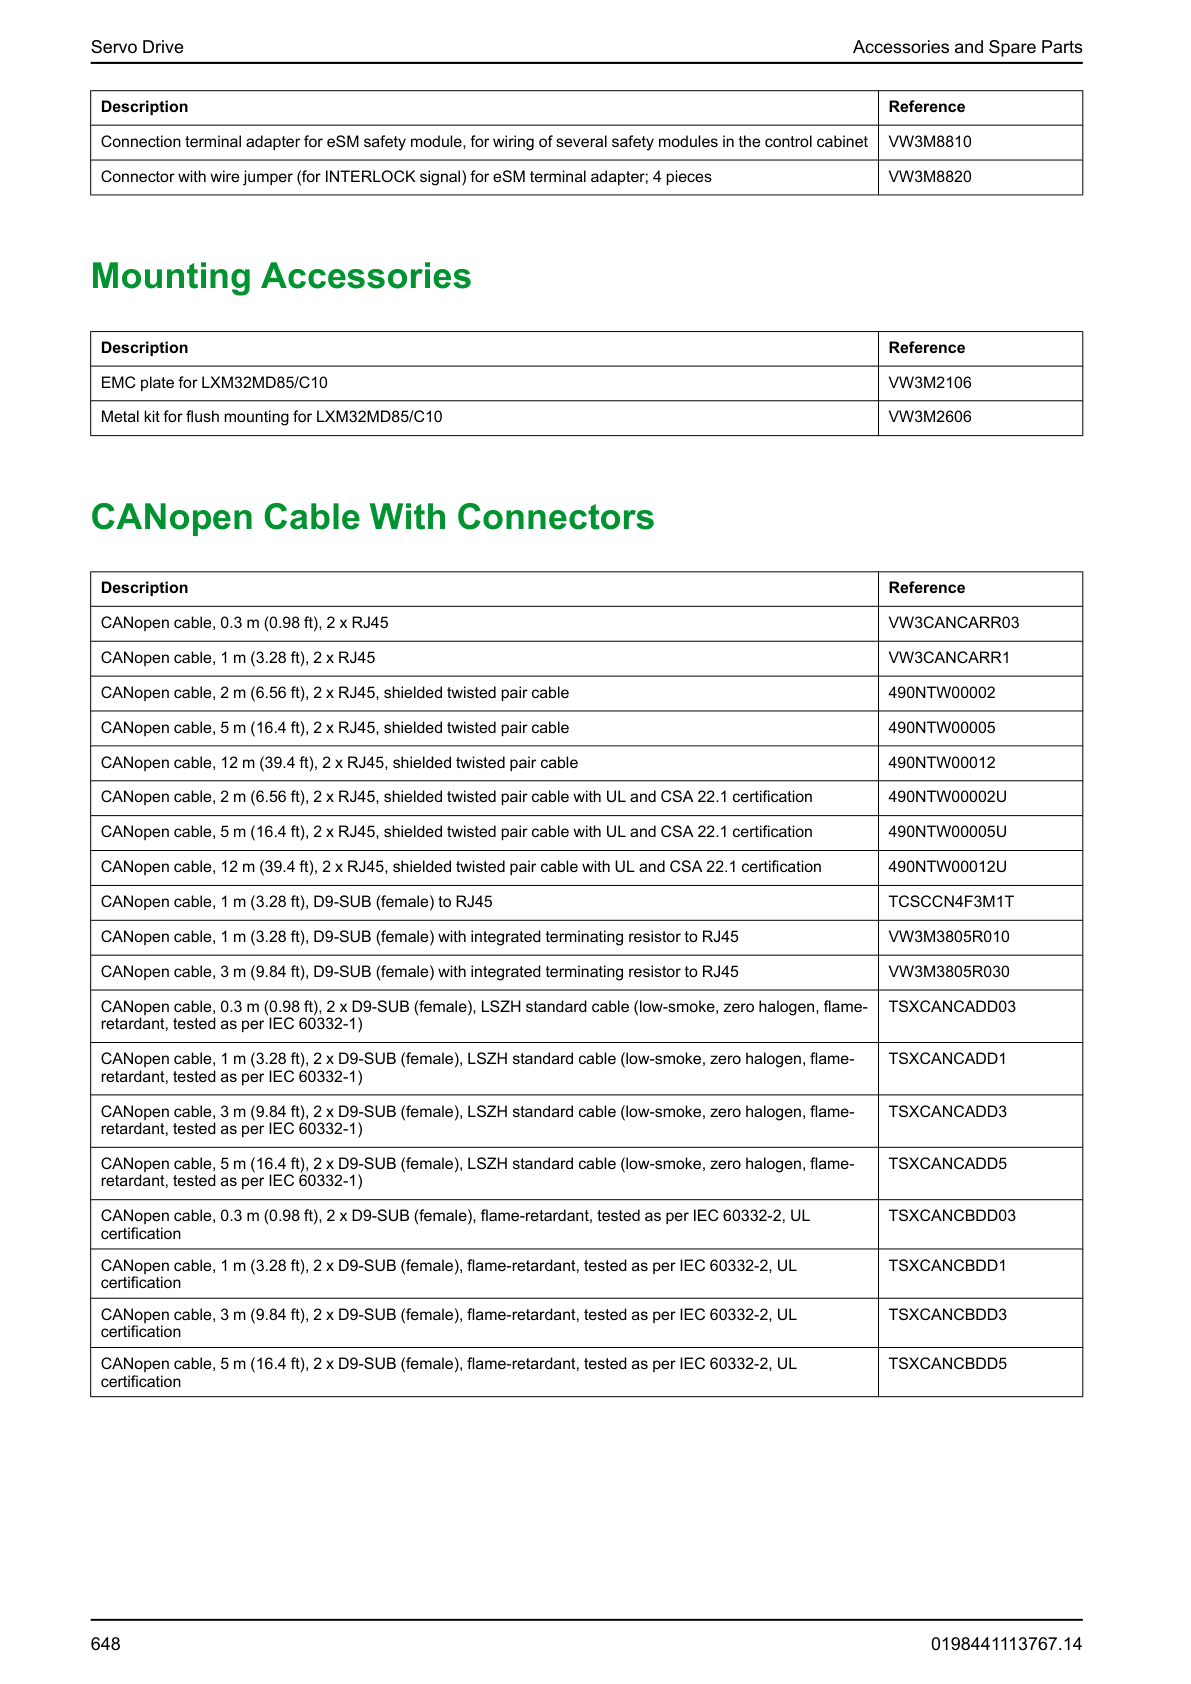 Servo Drive Accessories and Spare Parts
Description Reference
Connection terminal adapter for eSM safety module, for wiring of several safety modules in the control cabinet VW3M8810
Connector with wire jumper (for INTERLOCK signal) for eSM terminal adapter; 4 pieces VW3M8820
Mounting Accessories
Description Reference
EMC plate for LXM32MD85/C10 VW3M2106
Metal kit for flush mounting for LXM32MD85/C10 VW3M2606
CANopen Cable With Connectors
Description Reference
CANopen cable, 0.3 m (0.98 ft), 2 x RJ45 VW3CANCARR03
CANopen cable, 1 m (3.28 ft), 2 x RJ45 VW3CANCARR1
CANopen cable, 2 m (6.56 ft), 2 x RJ45, shielded twisted pair cable 490NTW00002
CANopen cable, 5 m (16.4 ft), 2 x RJ45, shielded twisted pair cable 490NTW00005
CANopen cable, 12 m (39.4 ft), 2 x RJ45, shielded twisted pair cable 490NTW00012
CANopen cable, 2 m (6.56 ft), 2 x RJ45, shielded twisted pair cable with UL and CSA 22.1 certification 490NTW00002U
CANopen cable, 5 m (16.4 ft), 2 x RJ45, shielded twisted pair cable with UL and CSA 22.1 certification 490NTW00005U
CANopen cable, 12 m (39.4 ft), 2 x RJ45, shielded twisted pair cable with UL and CSA 22.1 certification 490NTW00012U
CANopen cable, 1 m (3.28 ft), D9-SUB (female) to RJ45 TCSCCN4F3M1T
CANopen cable, 1 m (3.28 ft), D9-SUB (female) with integrated terminating resistor to RJ45 VW3M3805R010
CANopen cable, 3 m (9.84 ft), D9-SUB (female) with integrated terminating resistor to RJ45 VW3M3805R030
CANopen cable, 0.3 m (0.98 ft), 2 x D9-SUB (female), LSZH standard cable (low-smoke, zero halogen, flame- TSXCANCADD03
retardant, tested as per IEC 60332-1)
CANopen cable, 1 m (3.28 ft), 2 x D9-SUB (female), LSZH standard cable (low-smoke, zero halogen, flame- TSXCANCADD1
retardant, tested as per IEC 60332-1)
CANopen cable, 3 m (9.84 ft), 2 x D9-SUB (female), LSZH standard cable (low-smoke, zero halogen, flame- TSXCANCADD3
retardant, tested as per IEC 60332-1)
CANopen cable, 5 m (16.4 ft), 2 x D9-SUB (female), LSZH standard cable (low-smoke, zero halogen, flame- TSXCANCADD5
retardant, tested as per IEC 60332-1)
CANopen cable, 0.3 m (0.98 ft), 2 x D9-SUB (female), flame-retardant, tested as per IEC 60332-2, UL TSXCANCBDD03
certification
CANopen cable, 1 m (3.28 ft), 2 x D9-SUB (female), flame-retardant, tested as per IEC 60332-2, UL TSXCANCBDD1
certification
CANopen cable, 3 m (9.84 ft), 2 x D9-SUB (female), flame-retardant, tested as per IEC 60332-2, UL TSXCANCBDD3
certification
CANopen cable, 5 m (16.4 ft), 2 x D9-SUB (female), flame-retardant, tested as per IEC 60332-2, UL TSXCANCBDD5
certification
648 0198441113767.14